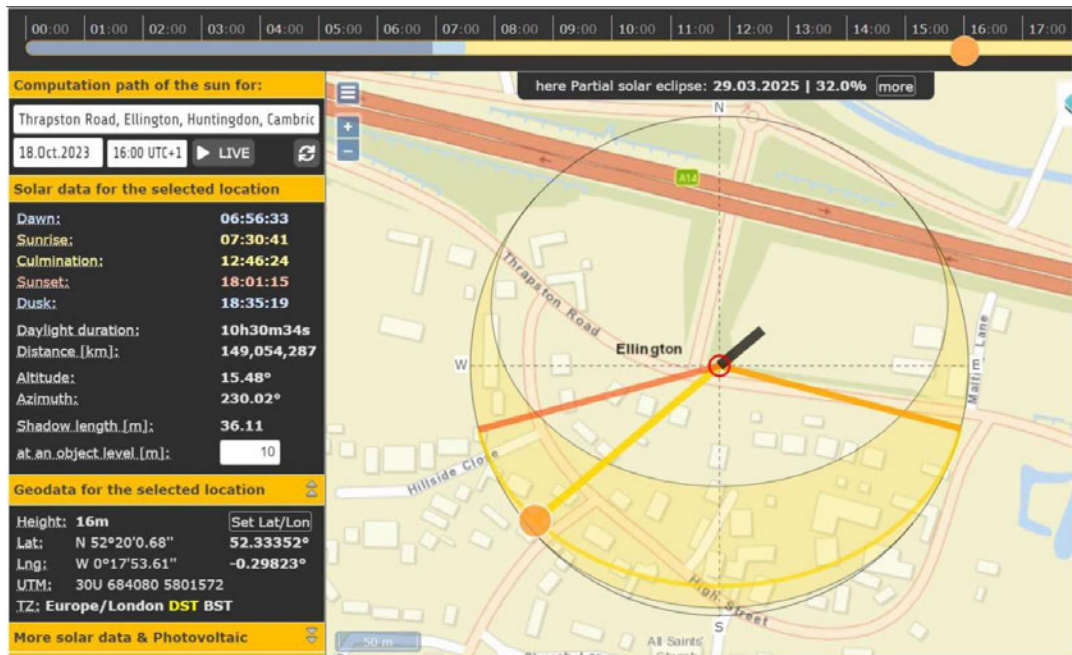 00:00 01:00 02:00 03:00 04:00 05:00 06:00 07:00 08:00 09:00 10:00 11:00 12:00 13:00 14:00 15:00 16:00 17:00
Computation path of the sun for:
Thrapston Road, Ellington, Huntingdon, Cambric
18.Oct.2023 16:00 UTC+1 LIVE
Solar data for the selected location
Dawn: 06:56:33
Sunrise: 07:30:41
Culmination: 12:46:24
Sunset: 18:01:15
Dusk: 18:35:19
Daylight duration: 10h30m34s
Distance [km]: 149,054,287
Altitude: 15.48°
Azimuth: 230.02°
Shadow length [m]: 36.11
at an object level [m]: 10
Geodata for the selected location
Height: 16m Set Lat/Lon
Lat: N 52°20'0.68" 52.33352°
Lng: W 0°17'53.61" -0.29823°
UTM: 30U 684080 5801572
TZ: Europe/London DST BST
More solar data & Photovoltaic
here Partial solar eclipse: 29.03.2025 | 32.0% more
+
−
N
A14
Thrapston Road
Ellington
W
Lane
Hillside Close
High Street
S
50 m
All Saints'